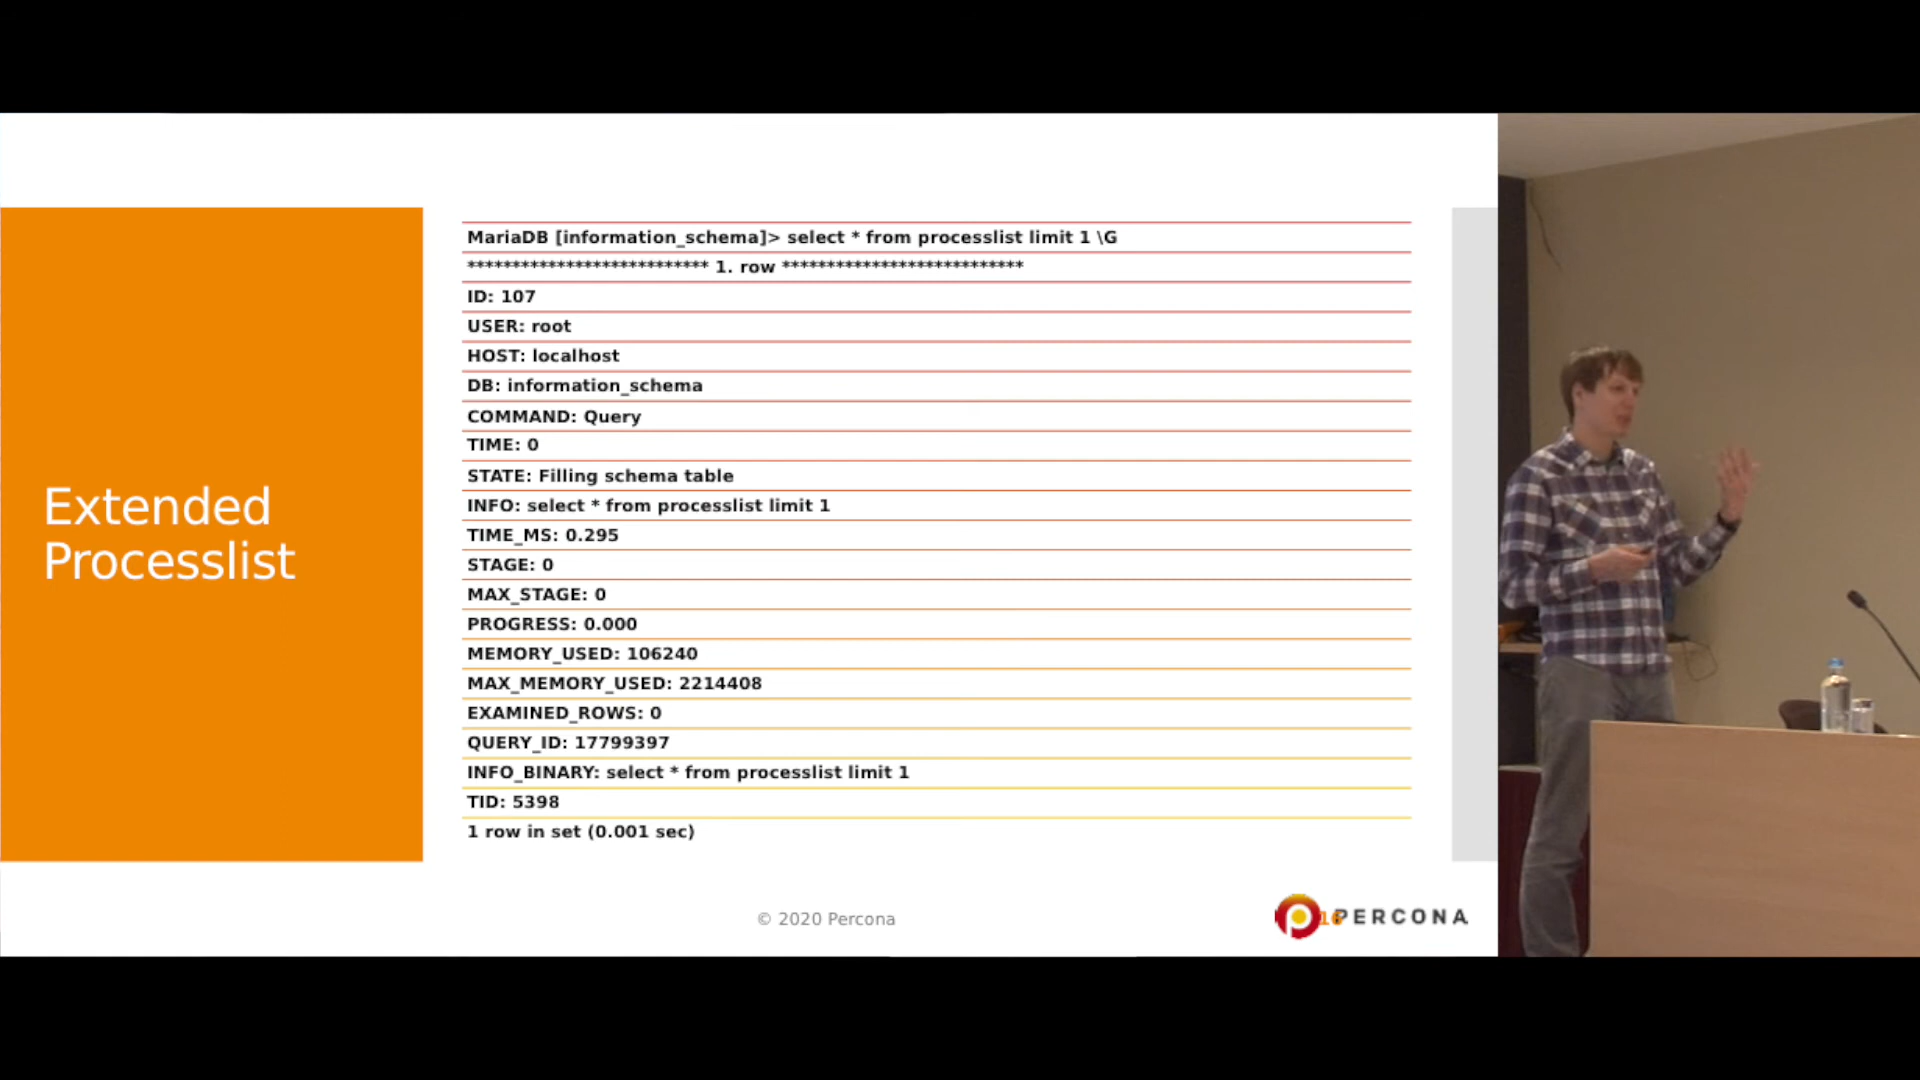 Extended
Processlist
MariaDB [information_schema]> select * from processlist limit 1 \G
*************************** 1. row ***************************
ID: 107
USER: root
HOST: localhost
DB: information_schema
COMMAND: Query
TIME: 0
STATE: Filling schema table
INFO: select * from processlist limit 1
TIME_MS: 0.295
STAGE: 0
MAX_STAGE: 0
PROGRESS: 0.000
MEMORY_USED: 106240
MAX_MEMORY_USED: 2214408
EXAMINED_ROWS: 0
QUERY_ID: 17799397
INFO_BINARY: select * from processlist limit 1
TID: 5398
1 row in set (0.001 sec)
© 2020 Percona
PERCONA